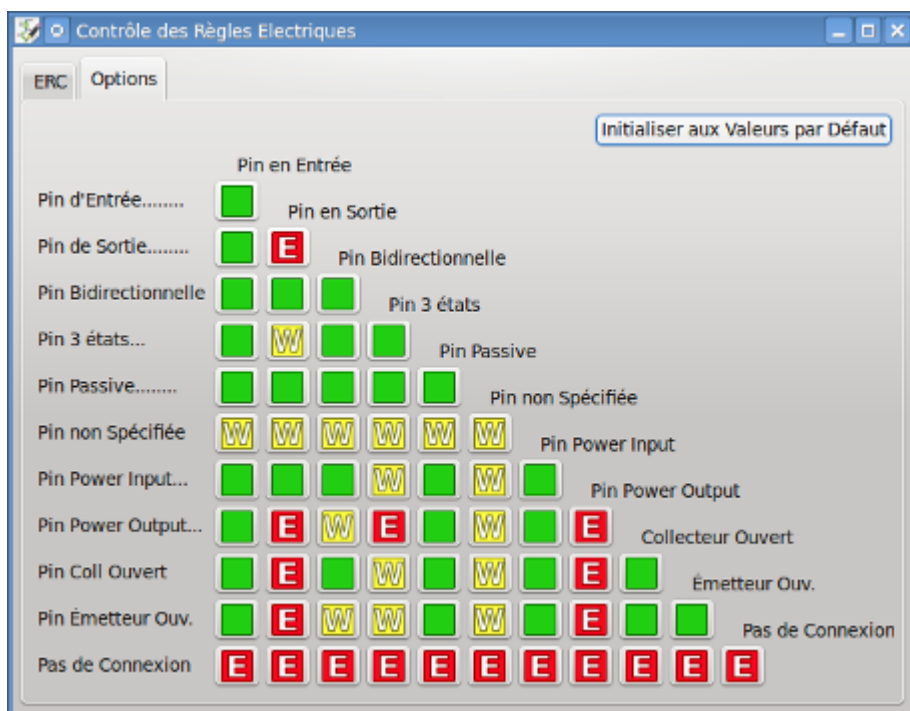 Contrôle des Règles Electriques
ERC Options
Initialiser aux Valeurs par Défaut
Pin en Entrée
Pin d'Entrée........
Pin en Sortie
Pin de Sortie........ E
Pin Bidirectionnelle
Pin Bidirectionnelle
Pin 3 états
Pin 3 états... W
Pin Passive
Pin Passive........
Pin non Spécifiée
Pin non Spécifiée W W W W W W
Pin Power Input
Pin Power Input... W W
Pin Power Output
Pin Power Output... E W E W E
Collecteur Ouvert
Pin Coll Ouvert E W W E
Émetteur Ouv.
Pin Émetteur Ouv. E W W W E
Pas de Connexion
Pas de Connexion E E E E E E E E E E E